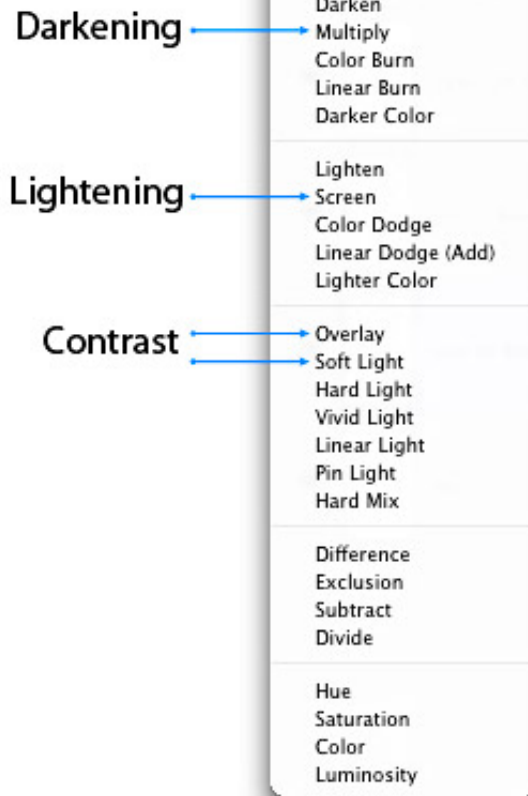 Darken
Darkening
Multiply
Color Burn
Linear Burn
Darker Color
Lighten
Lightening
Screen
Color Dodge
Linear Dodge (Add)
Lighter Color
Contrast
Overlay
Soft Light
Hard Light
Vivid Light
Linear Light
Pin Light
Hard Mix
Difference
Exclusion
Subtract
Divide
Hue
Saturation
Color
Luminosity